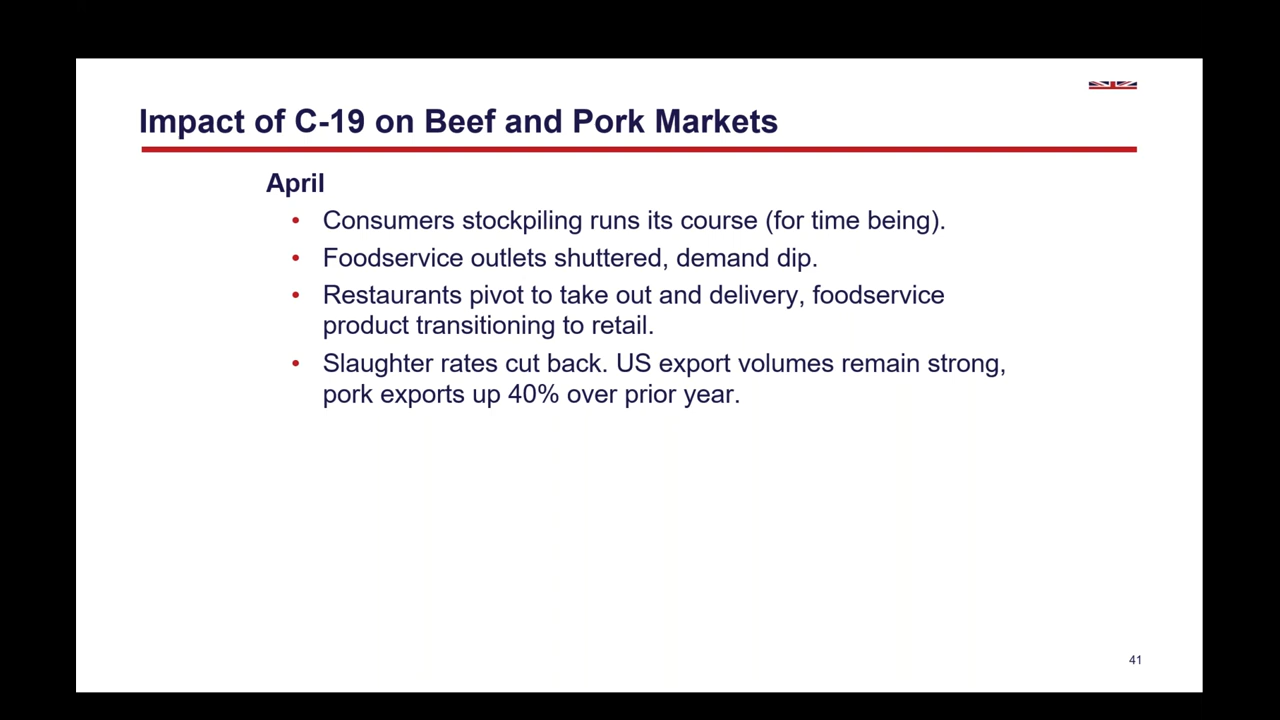 Impact of C-19 on Beef and Pork Markets
April
• Consumers stockpiling runs its course (for time being).
• Foodservice outlets shuttered, demand dip.
• Restaurants pivot to take out and delivery, foodservice
product transitioning to retail.
• Slaughter rates cut back. US export volumes remain strong,
pork exports up 40% over prior year.
41